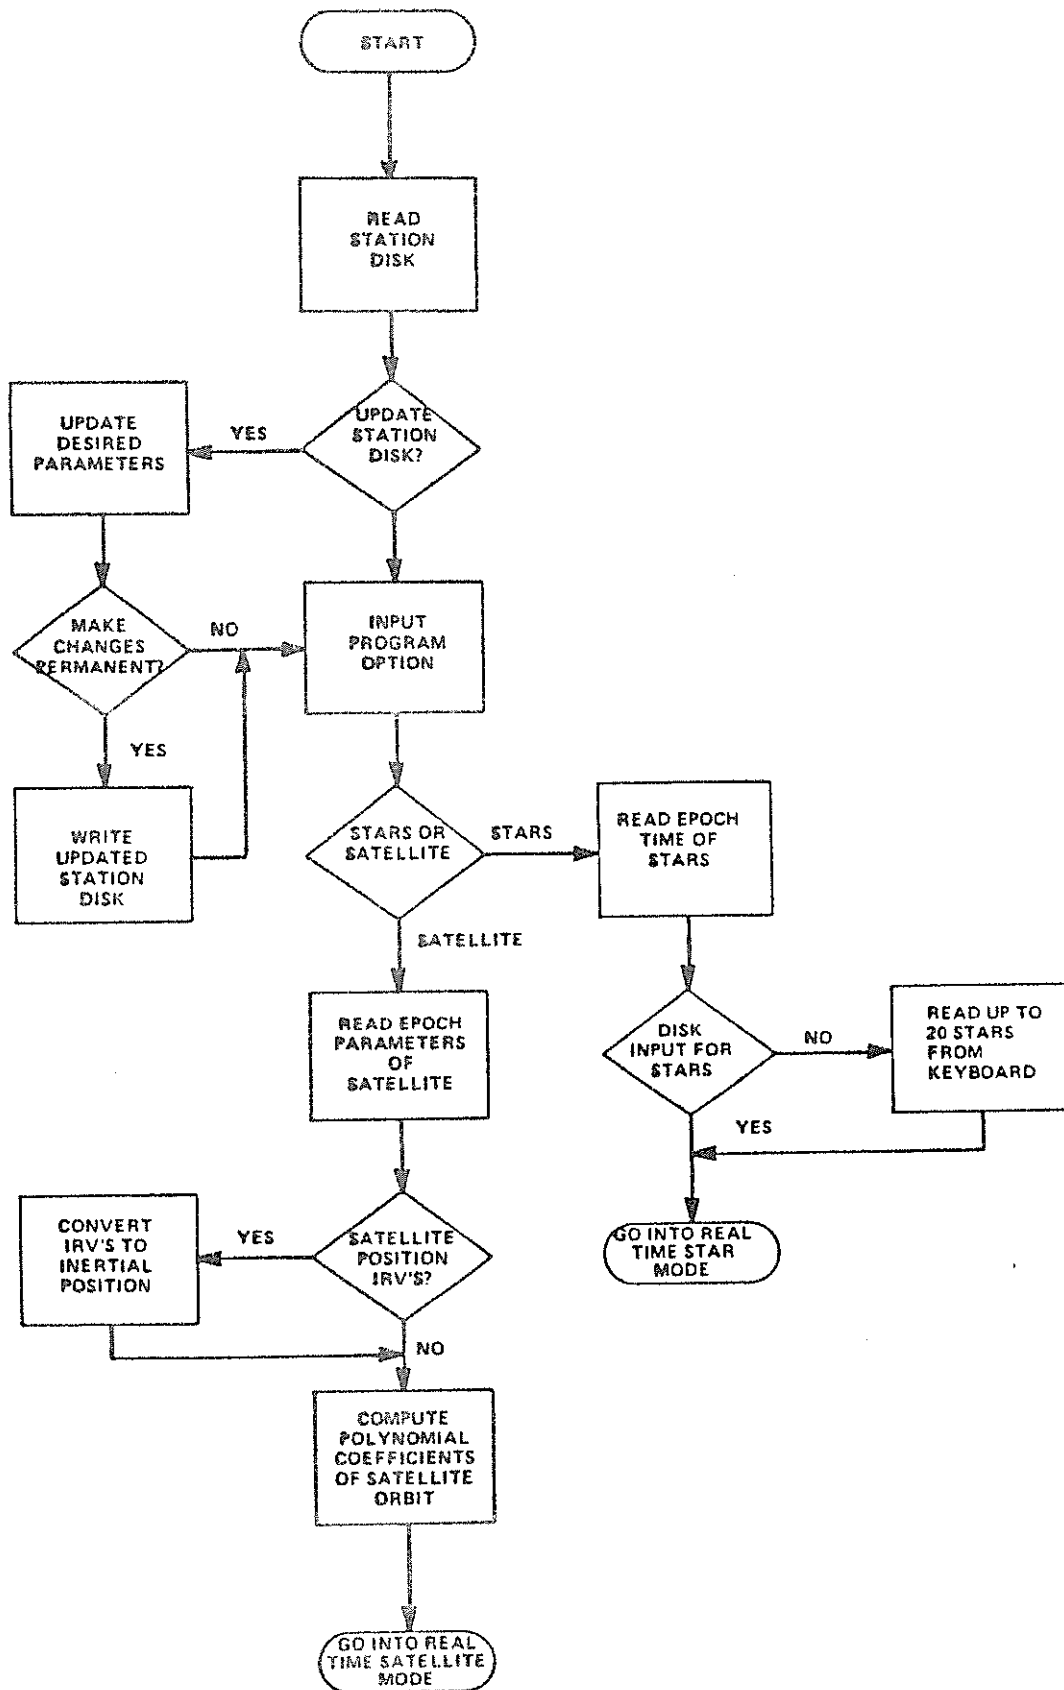 START
READ
STATION
DISK
UPDATE
STATION
DISK?
YES
UPDATE
DESIRED
PARAMETERS
MAKE
CHANGES
PERMANENT?
NO
YES
WRITE
UPDATED
STATION
DISK
INPUT
PROGRAM
OPTION
STARS OR
SATELLITE
STARS
READ EPOCH
TIME OF
STARS
DISK
INPUT FOR
STARS
NO
READ UP TO
20 STARS
FROM
KEYBOARD
YES
GO INTO REAL
TIME STAR
MODE
SATELLITE
READ EPOCH
PARAMETERS
OF
SATELLITE
SATELLITE
POSITION
IRV'S?
YES
CONVERT
IRV'S TO
INERTIAL
POSITION
NO
COMPUTE
POLYNOMIAL
COEFFICIENTS
OF SATELLITE
ORBIT
GO INTO REAL
TIME SATELLITE
MODE